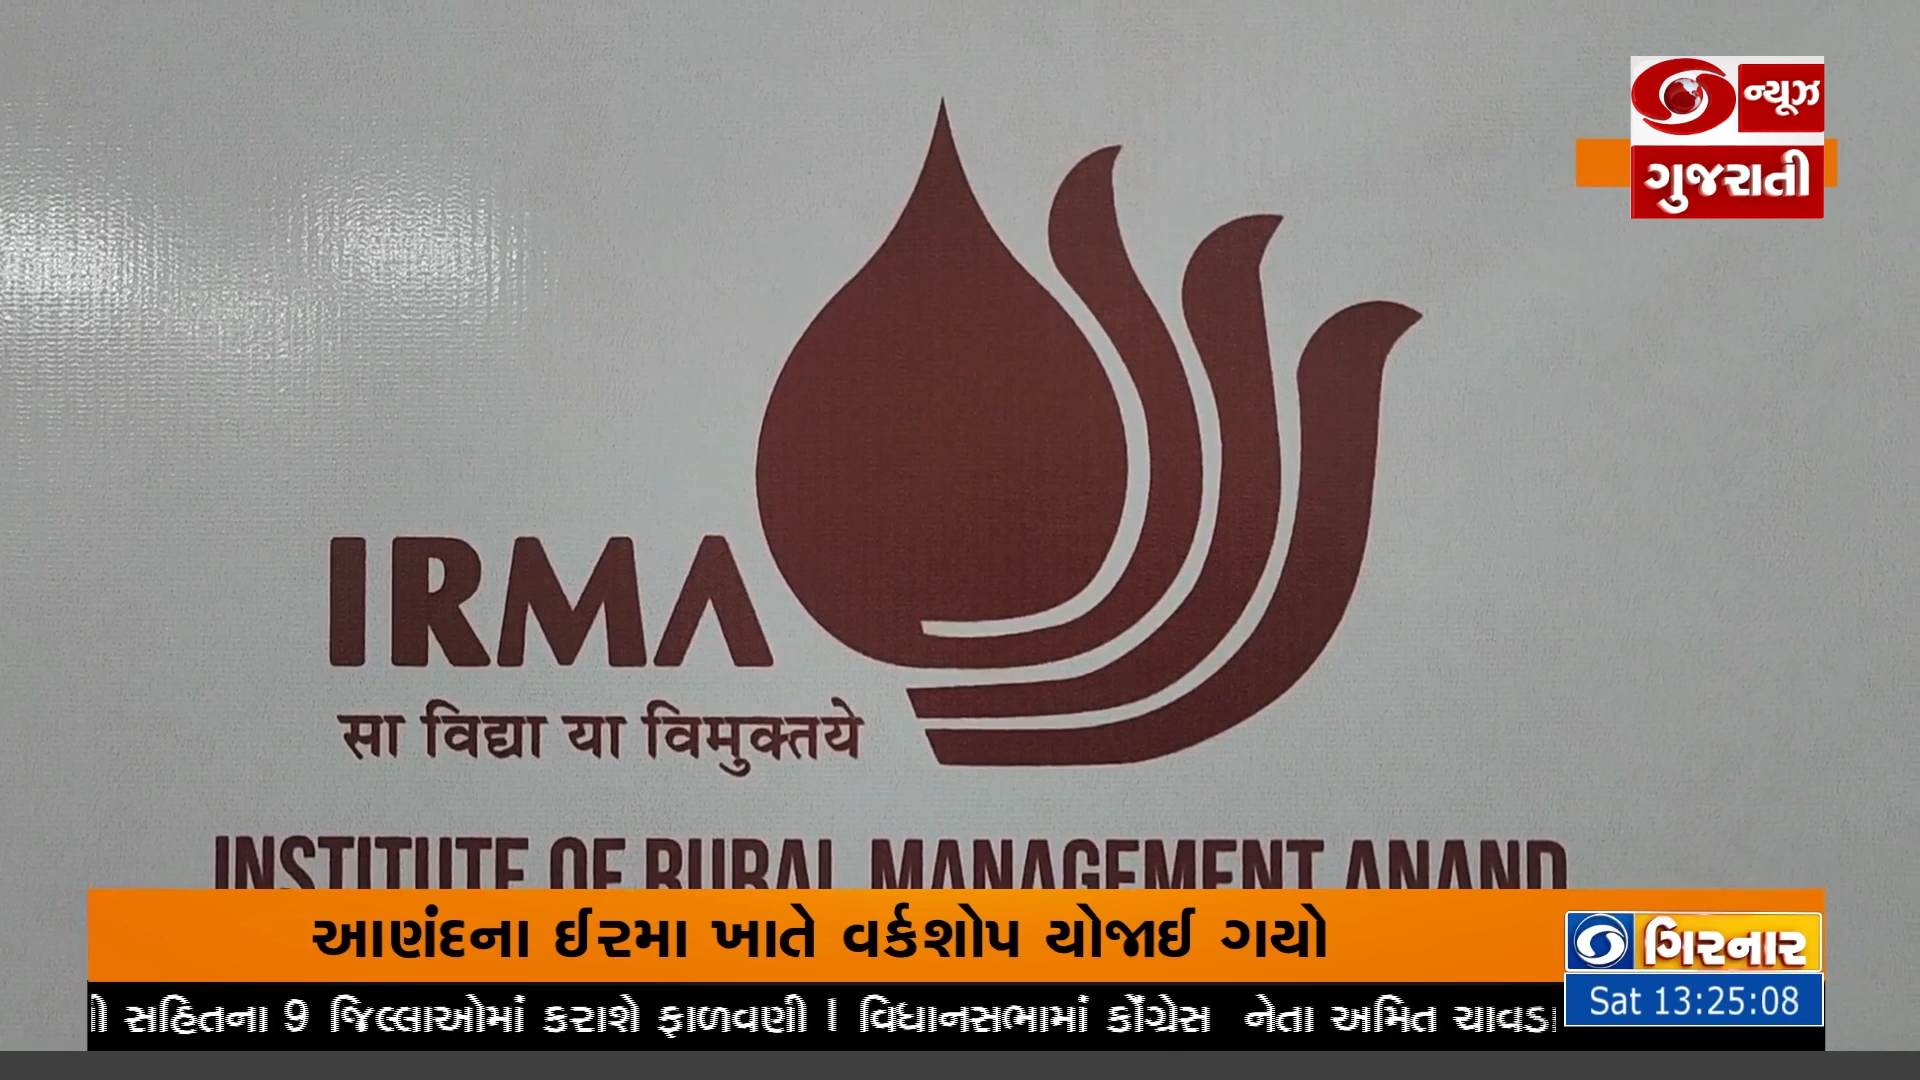 ન્યૂઝ
ગુજરાતી
IRMA
सा विद्या या विमुक्तये
INSTITUTE OF RURAL MANAGEMENT ANAND
આણંદના ઈરમા ખાતે વર્કશોપ યોજાઈ ગયો
ગિરનાર
સહિતના 9 જિલ્લાઓમાં કરાશે ફાળવણી | વિધાનસભામાં કોંગ્રેસ નેતા અમિત ચાવડા
Sat 13:25:08